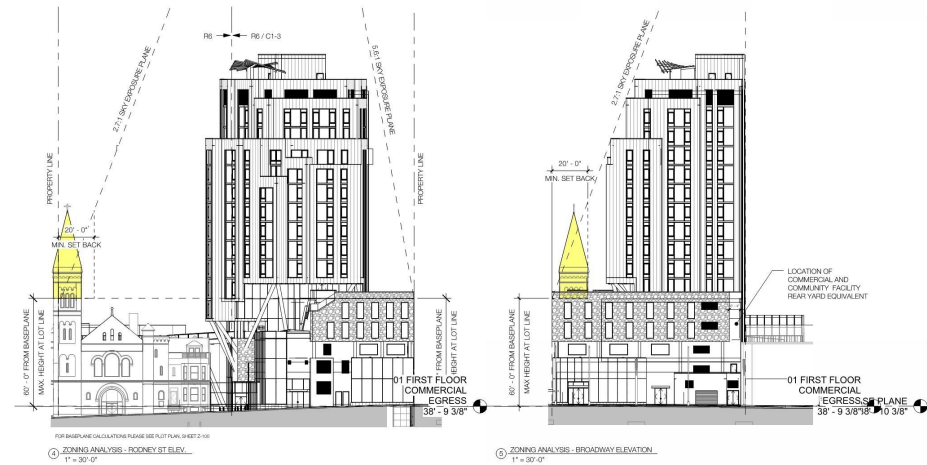 R6
R6 / C1-3
PROPERTY LINE
2.7:1 SKY EXPOSURE PLANE
5.6:1 SKY EXPOSURE PLANE
PROPERTY LINE
20' - 0"
MIN. SET BACK
60' - 0" FROM BASEPLANE
MAX. HEIGHT AT LOT LINE
FROM BASEPLANE
HEIGHT AT LOT LINE
01 FIRST FLOOR
COMMERCIAL
EGRESS
38' - 9 3/8"
FOR BASEPLANE CALCULATIONS PLEASE SEE PLOT PLAN, SHEET Z-100
4 ZONING ANALYSIS - RODNEY ST ELEV.
1" = 30'-0"
2.7:1 SKY EXPOSURE PLANE
20' - 0"
MIN. SET BACK
LOCATION OF
COMMERCIAL AND
COMMUNITY FACILITY
REAR YARD EQUIVALENT
60' - 0" FROM BASEPLANE
MAX. HEIGHT AT LOT LINE
01 FIRST FLOOR
COMMERCIAL
EGRESS
PLANE
38' - 9 3/8"
10 3/8"
5 ZONING ANALYSIS - BROADWAY ELEVATION
1" = 30'-0"